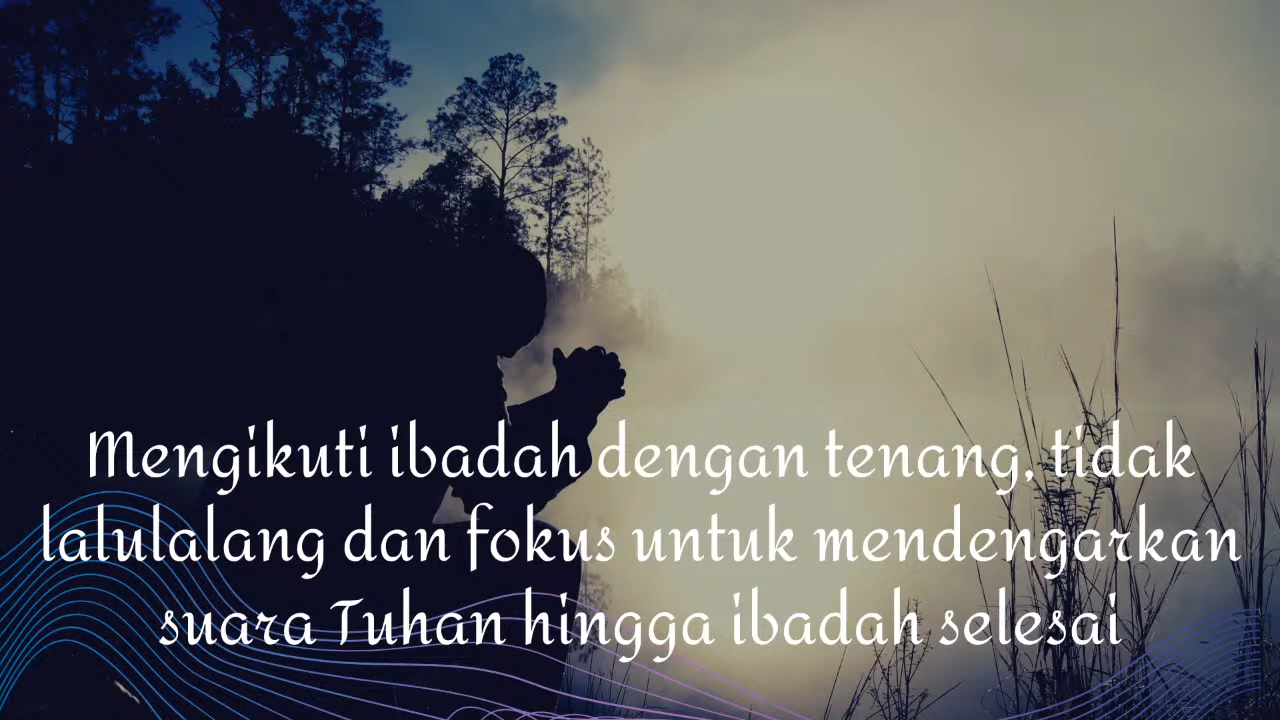 Mengikuti ibadah dengan tenang, tidak
lalulalang dan fokus untuk mendengarkan
suara Tuhan hingga ibadah selesai